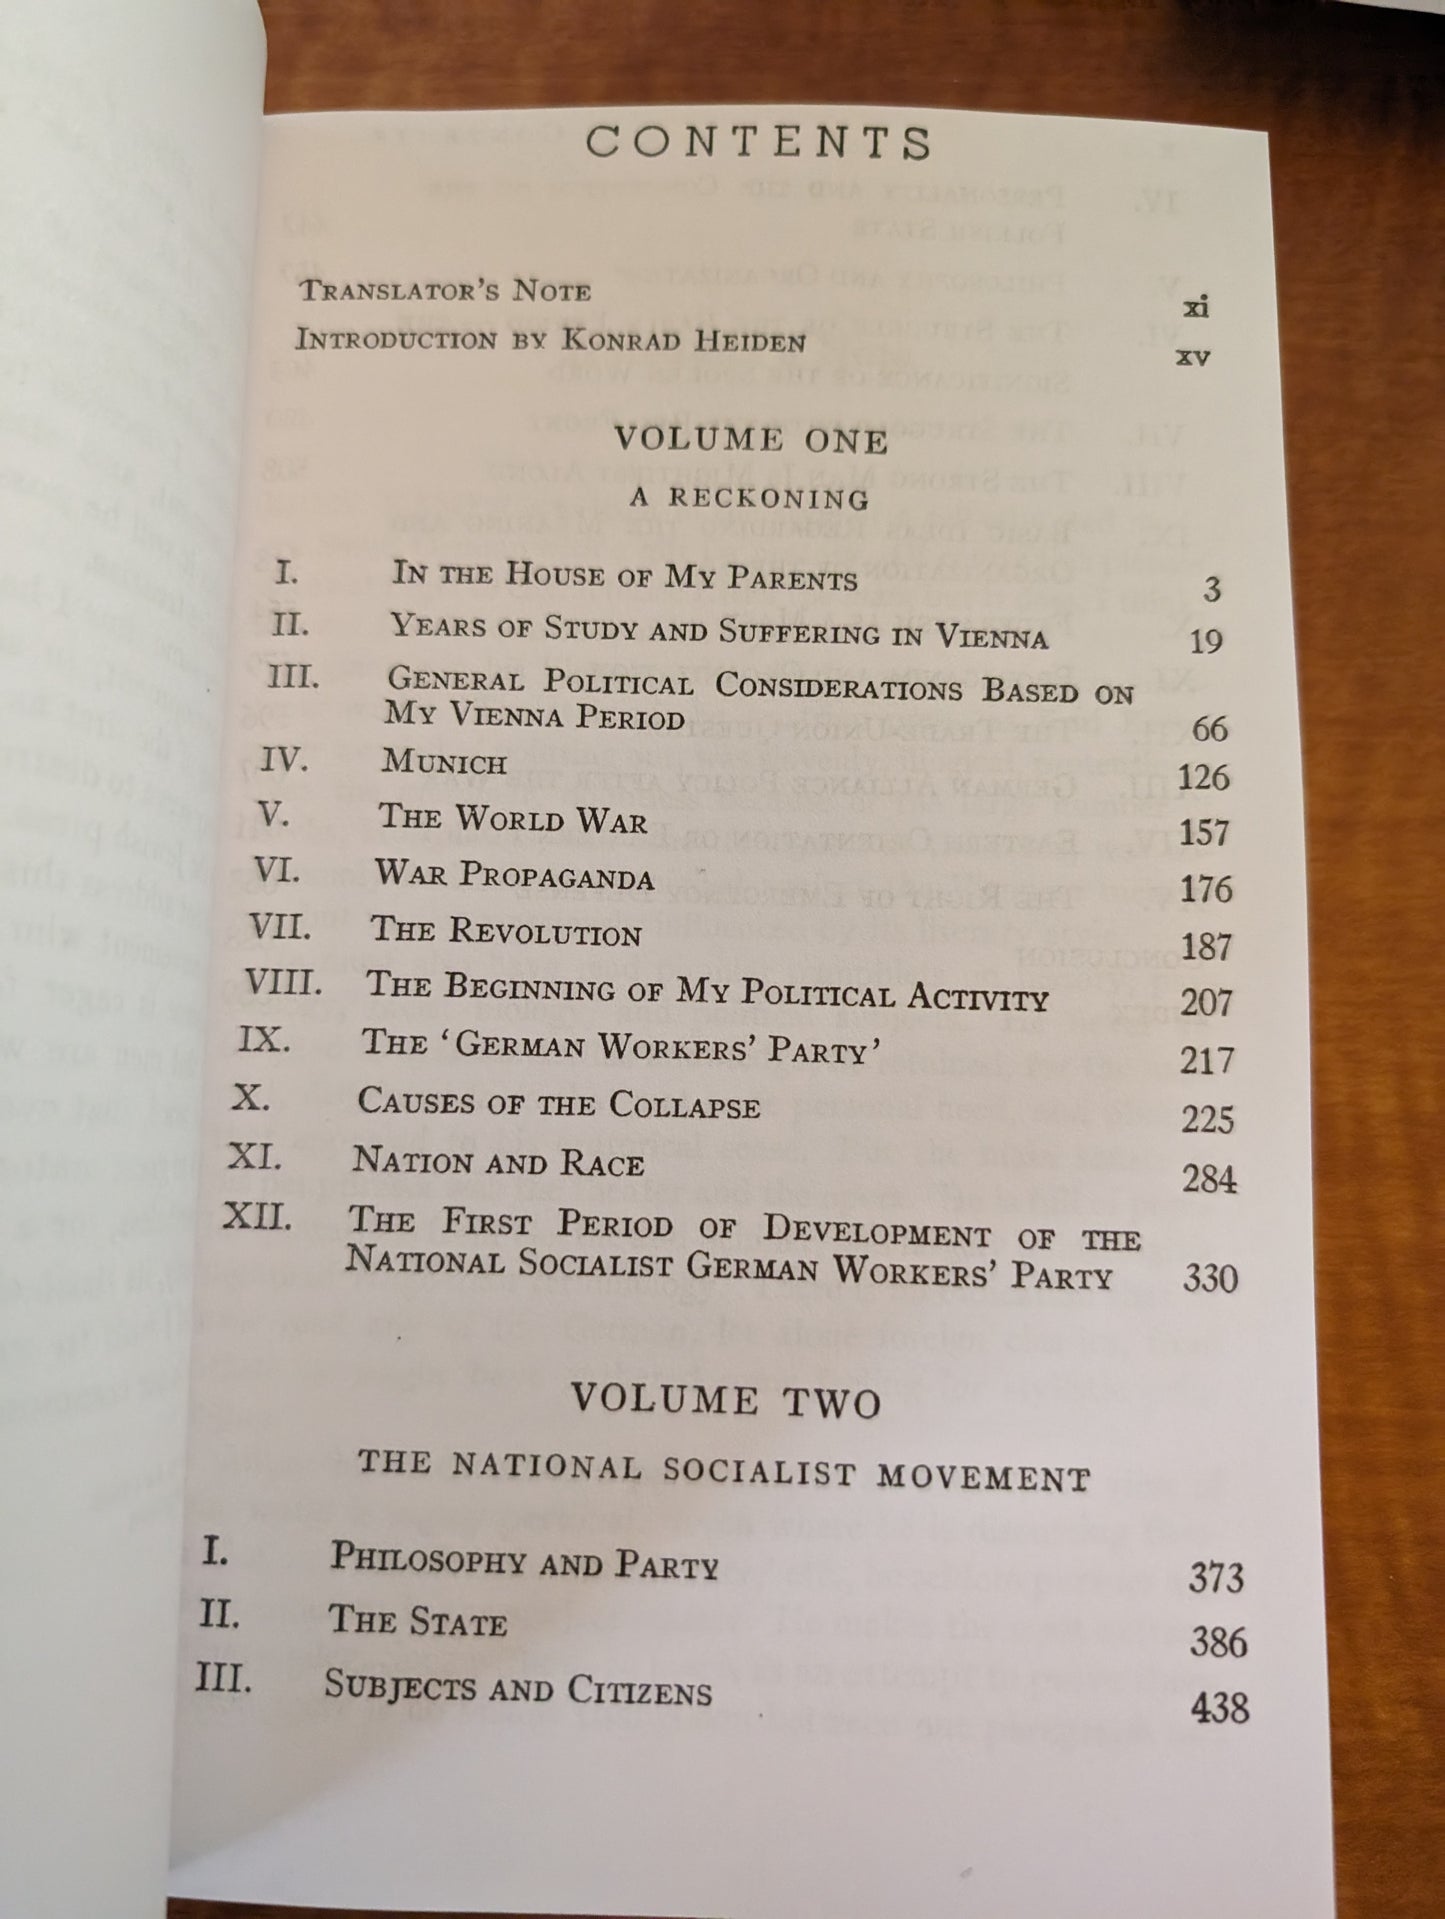 CONTENTS
TRANSLATOR'S NOTE xi
INTRODUCTION BY KONRAD HEIDEN xv
VOLUME ONE
A RECKONING
I. IN THE HOUSE OF MY PARENTS 3
II. YEARS OF STUDY AND SUFFERING IN VIENNA 19
III. GENERAL POLITICAL CONSIDERATIONS BASED ON
MY VIENNA PERIOD 66
IV. MUNICH 126
V. THE WORLD WAR 157
VI. WAR PROPAGANDA 176
VII. THE REVOLUTION 187
VIII. THE BEGINNING OF MY POLITICAL ACTIVITY 207
IX. THE ‘GERMAN WORKERS’ PARTY’ 217
X. CAUSES OF THE COLLAPSE 225
XI. NATION AND RACE 284
XII. THE FIRST PERIOD OF DEVELOPMENT OF THE
NATIONAL SOCIALIST GERMAN WORKERS’ PARTY 330
VOLUME TWO
THE NATIONAL SOCIALIST MOVEMENT
I. PHILOSOPHY AND PARTY 373
II. THE STATE 386
III. SUBJECTS AND CITIZENS 438